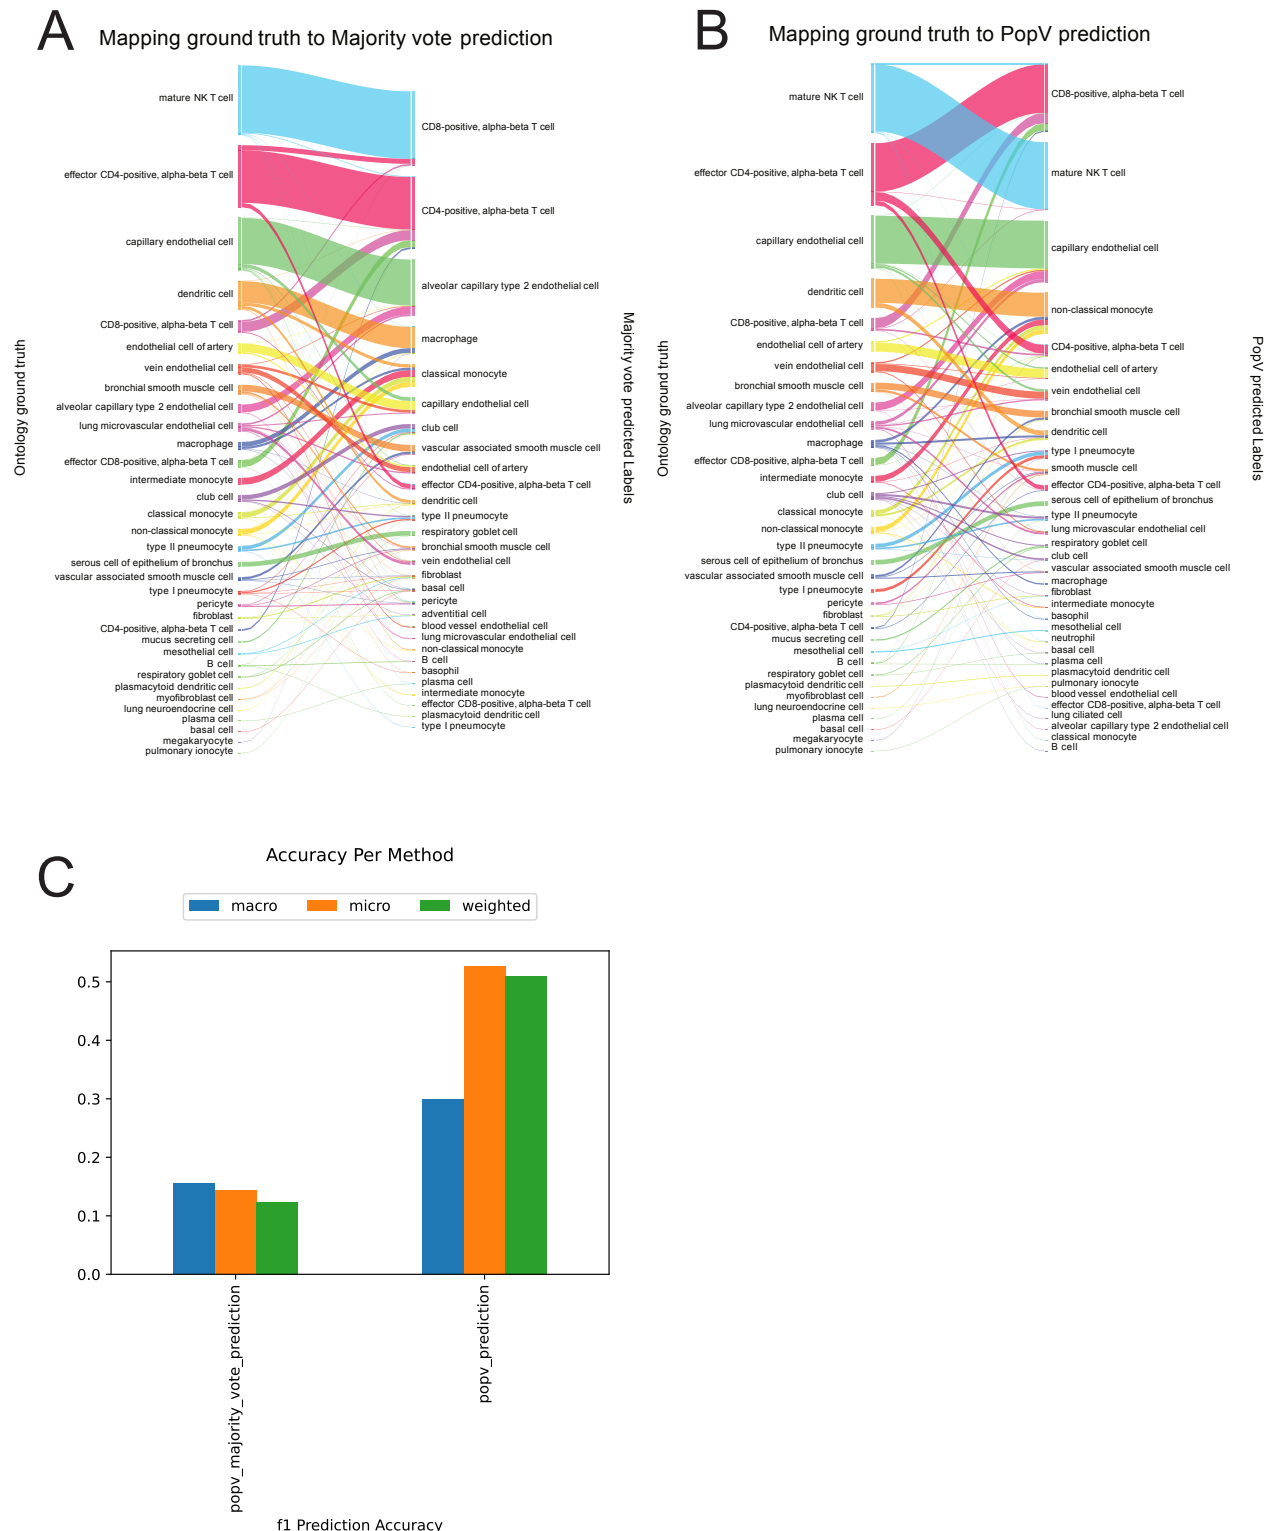 A
Mapping ground truth to Majority vote prediction
Ontology ground truth
mature NK T cell
effector CD4-positive, alpha-beta T cell
capillary endothelial cell
dendritic cell
CD8-positive, alpha-beta T cell
endothelial cell of artery
vein endothelial cell
bronchial smooth muscle cell
alveolar capillary type 2 endothelial cell
lung microvascular endothelial cell
macrophage
effector CD8-positive, alpha-beta T cell
intermediate monocyte
club cell
classical monocyte
non-classical monocyte
type II pneumocyte
serous cell of epithelium of bronchus
vascular associated smooth muscle cell
type I pneumocyte
pericyte
fibroblast
CD4-positive, alpha-beta T cell
mucus secreting cell
mesothelial cell
B cell
respiratory goblet cell
plasmacytoid dendritic cell
myofibroblast cell
lung neuroendocrine cell
plasma cell
basal cell
megakaryocyte
pulmonary ionocyte
CD8-positive, alpha-beta T cell
CD4-positive, alpha-beta T cell
alveolar capillary type 2 endothelial cell
macrophage
classical monocyte
capillary endothelial cell
club cell
vascular associated smooth muscle cell
endothelial cell of artery
effector CD4-positive, alpha-beta T cell
dendritic cell
type II pneumocyte
respiratory goblet cell
bronchial smooth muscle cell
vein endothelial cell
fibroblast
basal cell
pericyte
adventitial cell
blood vessel endothelial cell
lung microvascular endothelial cell
non-classical monocyte
B cell
basophil
plasma cell
intermediate monocyte
effector CD8-positive, alpha-beta T cell
plasmacytoid dendritic cell
type I pneumocyte
Majority vote predicted Labels
B
Mapping ground truth to PopV prediction
Ontology ground truth
mature NK T cell
effector CD4-positive, alpha-beta T cell
capillary endothelial cell
dendritic cell
CD8-positive, alpha-beta T cell
endothelial cell of artery
vein endothelial cell
bronchial smooth muscle cell
alveolar capillary type 2 endothelial cell
lung microvascular endothelial cell
macrophage
effector CD8-positive, alpha-beta T cell
intermediate monocyte
club cell
classical monocyte
non-classical monocyte
type II pneumocyte
serous cell of epithelium of bronchus
vascular associated smooth muscle cell
type I pneumocyte
pericyte
fibroblast
CD4-positive, alpha-beta T cell
mucus secreting cell
mesothelial cell
B cell
respiratory goblet cell
plasmacytoid dendritic cell
myofibroblast cell
lung neuroendocrine cell
plasma cell
basal cell
megakaryocyte
pulmonary ionocyte
CD8-positive, alpha-beta T cell
mature NK T cell
capillary endothelial cell
non-classical monocyte
CD4-positive, alpha-beta T cell
endothelial cell of artery
vein endothelial cell
bronchial smooth muscle cell
dendritic cell
type I pneumocyte
smooth muscle cell
effector CD4-positive, alpha-beta T cell
serous cell of epithelium of bronchus
type II pneumocyte
lung microvascular endothelial cell
respiratory goblet cell
club cell
vascular associated smooth muscle cell
macrophage
fibroblast
intermediate monocyte
basophil
mesothelial cell
neutrophil
basal cell
plasma cell
plasmacytoid dendritic cell
pulmonary ionocyte
blood vessel endothelial cell
effector CD8-positive, alpha-beta T cell
lung ciliated cell
alveolar capillary type 2 endothelial cell
classical monocyte
B cell
PopV predicted Labels
C
Accuracy Per Method
macro micro weighted
0.5
0.4
0.3
0.2
0.1
0.0
popv_majority_vote_prediction
popv_prediction
f1 Prediction Accuracy